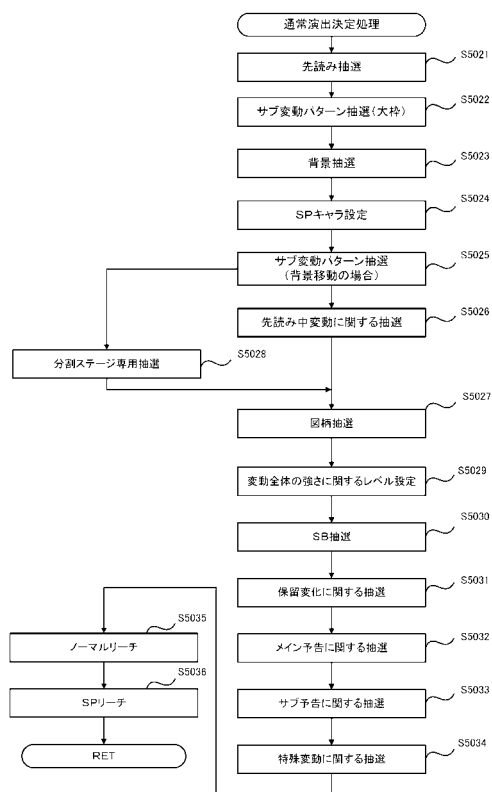 通常演出決定処理
先読み抽選
S5021
サブ変動パターン抽選(大枠)
S5022
背景抽選
S5023
SPキャラ設定
S5024
サブ変動パターン抽選
(背景移動の場合)
S5025
先読み中変動に関する抽選
S5026
分割ステージ専用抽選
S5028
図柄抽選
S5027
変動全体の強さに関するレベル設定
S5029
SB抽選
S5030
保留変化に関する抽選
S5031
メイン予告に関する抽選
S5032
サブ予告に関する抽選
S5033
特殊変動に関する抽選
S5034
ノーマルリーチ
S5035
SPリーチ
S5036
RET